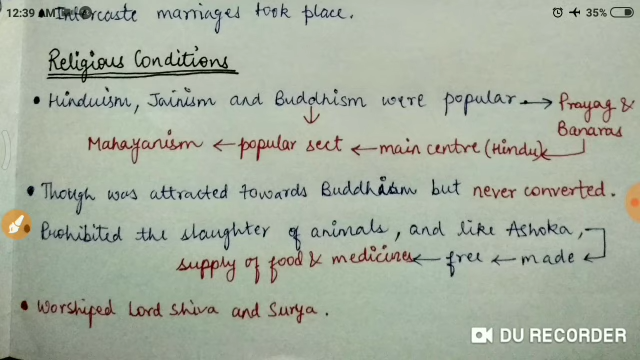 12:39 AM
Intercaste marriages took place.
35%
Religious Conditions
• Hinduism, Jainism and Buddhism were popular → Prayag &
Banaras
Mahayanism ← popular sect ← main centre (Hindu)
• Though was attracted towards Buddhism but never converted.
• Prohibited the slaughter of animals, and like Ashoka,
supply of food & medicines ← free ← made
• Worshiped Lord Shiva and Surya.
DU RECORDER